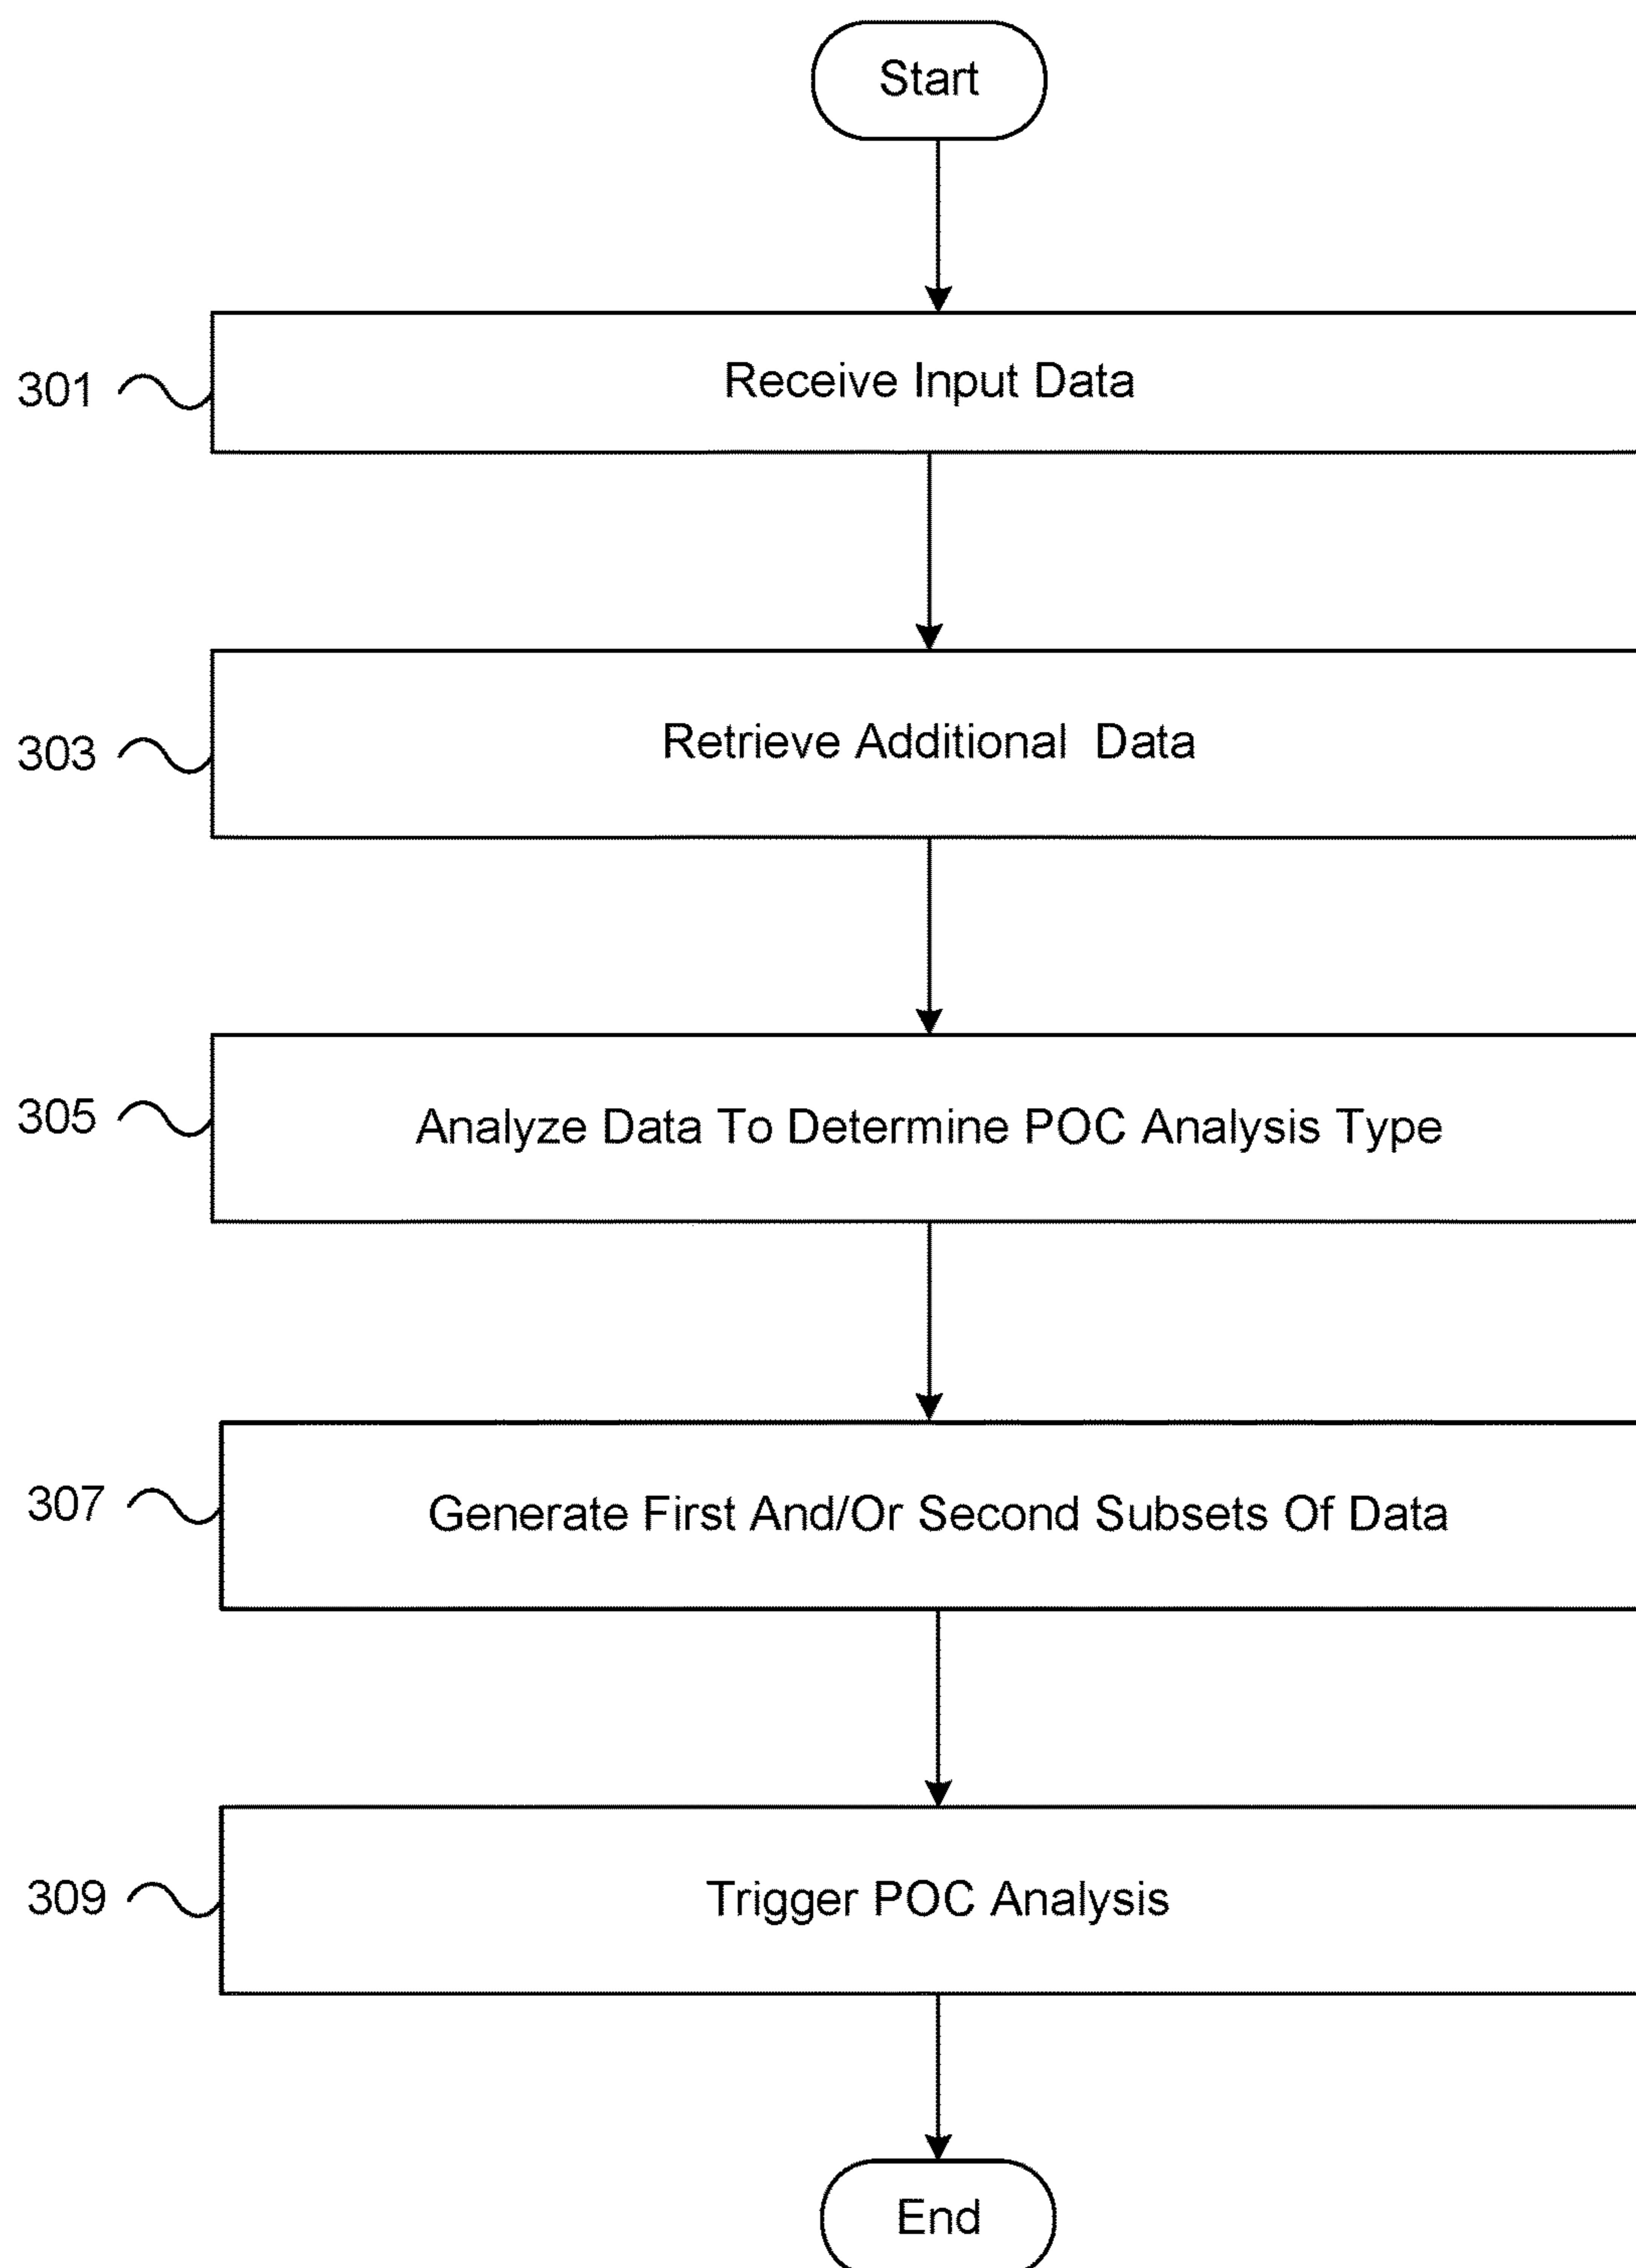 Start
301
Receive Input Data
303
Retrieve Additional Data
305
Analyze Data To Determine POC Analysis Type
307
Generate First And/Or Second Subsets Of Data
309
Trigger POC Analysis
End